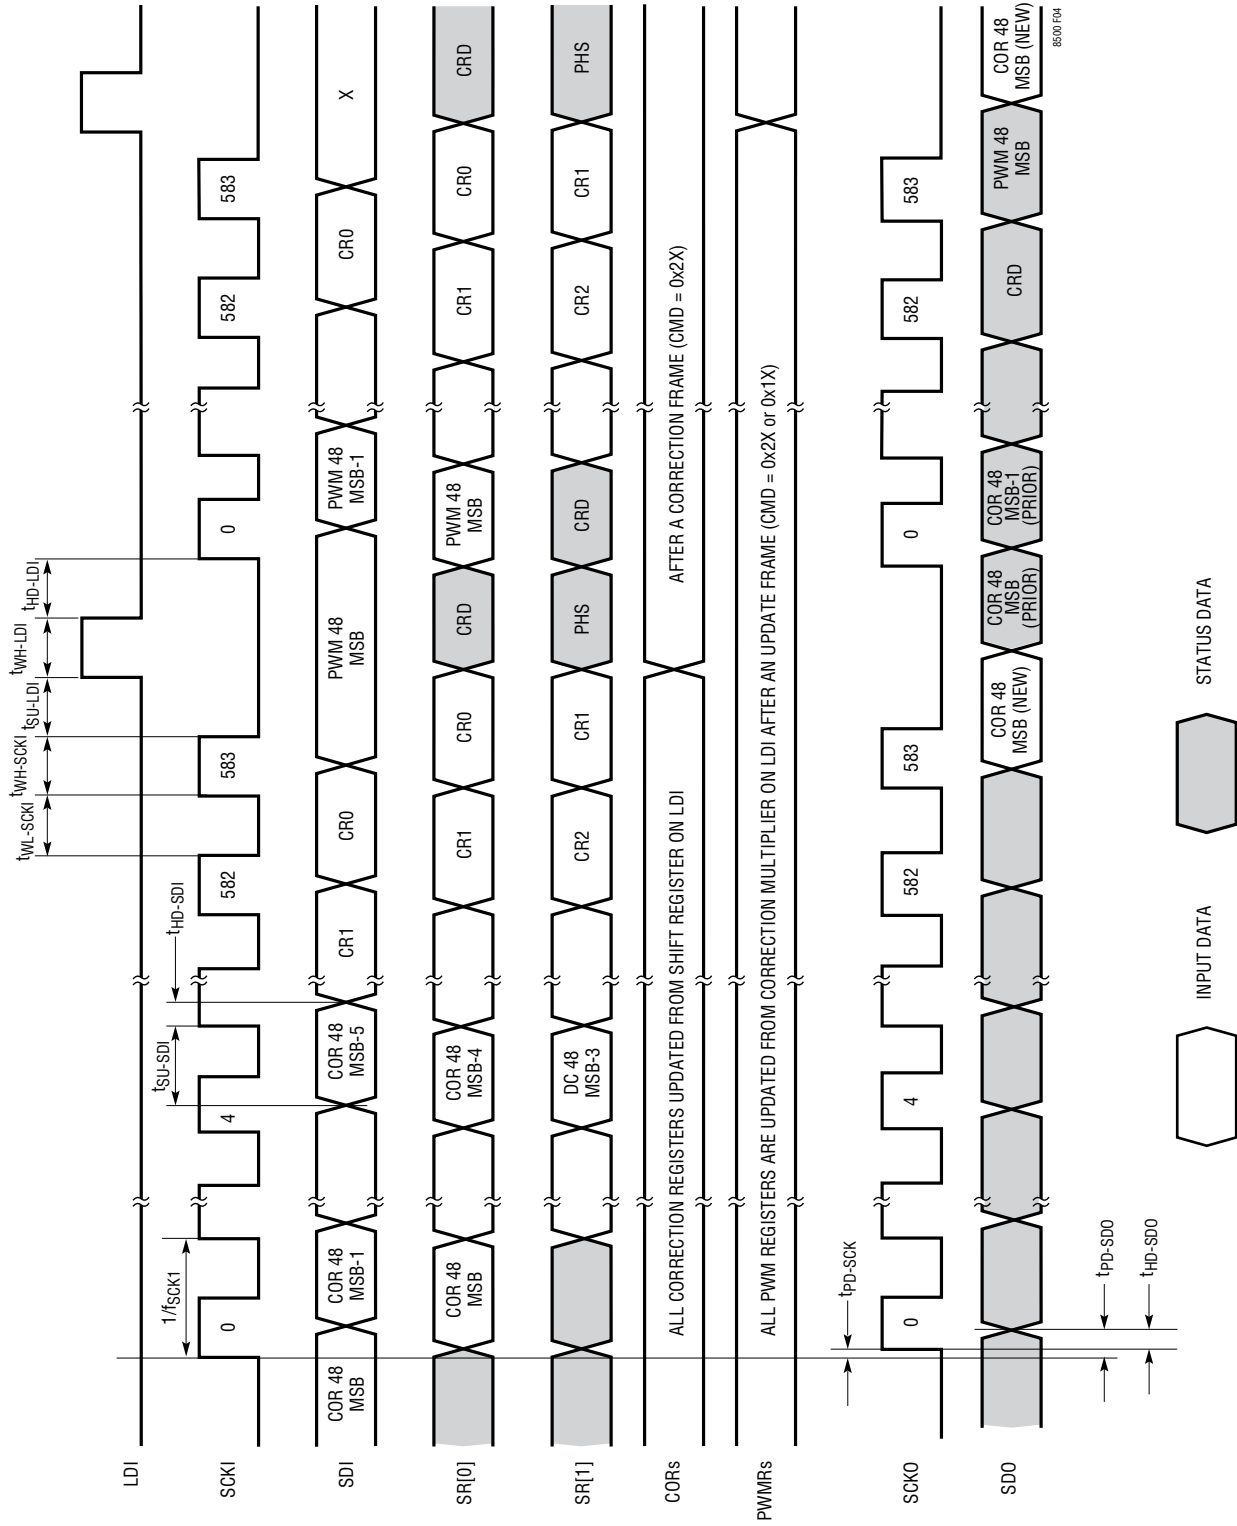 LDI
tWL-SCKI
tWH-SCKI
tSU-LDI
tWH-LDI
tHD-LDI
SCKI
1/fSCK1
0
4
582
583
0
582
583
tSU-SDI
tHD-SDI
SDI
COR 48
MSB
COR 48
MSB-1
COR 48
MSB-5
CR1
CR0
PWM 48
MSB
PWM 48
MSB-1
CR0
X
SR[0]
COR 48
MSB
COR 48
MSB-4
CR1
CR0
CRD
PWM 48
MSB
CR1
CR0
CRD
SR[1]
DC 48
MSB-3
CR2
CR1
PHS
CRD
CR2
CR1
PHS
CORs
ALL CORRECTION REGISTERS UPDATED FROM SHIFT REGISTER ON LDI
AFTER A CORRECTION FRAME (CMD = 0x2X)
PWMRs
ALL PWM REGISTERS ARE UPDATED FROM CORRECTION MULTIPLIER ON LDI AFTER AN UPDATE FRAME (CMD = 0x2X or 0x1X)
tPD-SCK
SCKO
0
4
582
583
0
582
583
SDO
COR 48
MSB (NEW)
COR 48
MSB
(PRIOR)
COR 48
MSB-1
(PRIOR)
CRD
PWM 48
MSB
COR 48
MSB (NEW)
8500 F04
tPD-SDO
tHD-SDO
INPUT DATA
STATUS DATA